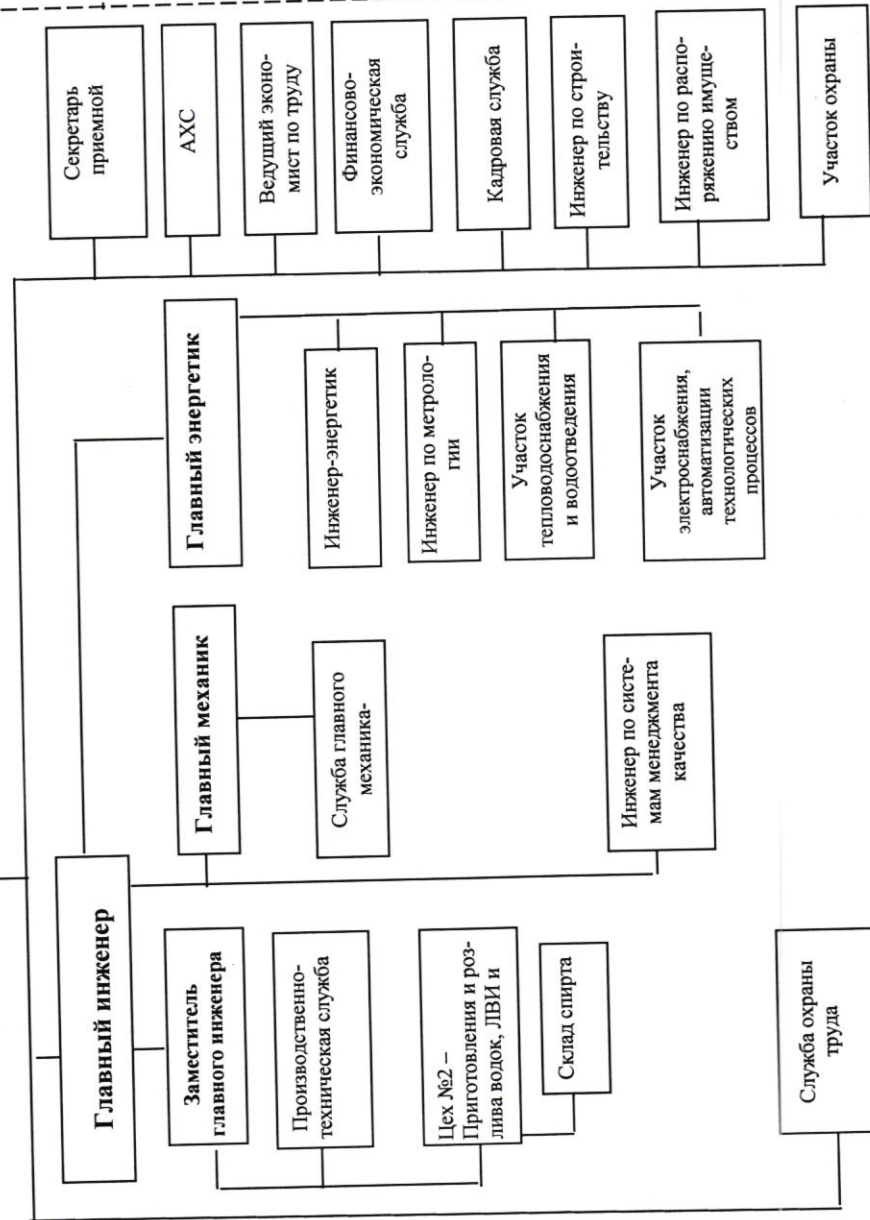 Главный инженер
Заместитель
главного инженера
Производственно-
техническая служба
Цех №2 –
Приготовления и роз-
лива водок, ЛВИ и
Склад спирта
Служба охраны
труда
Главный механик
Служба главного
механика-
Инженер по систе-
мам менеджмента
качества
Главный энергетик
Инженер-энергетик
Инженер по метроло-
гии
Участок
тепловодоснабжения
и водоотведения
Участок
электроснабжения,
автоматизации
технологических
процессов
Секретарь
приемной
АХС
Ведущий эконо-
мист по труду
Финансово-
экономическая
служба
Кадровая служба
Инженер по строи-
тельству
Инженер по распо-
ряжению имуще-
ством
Участок охраны